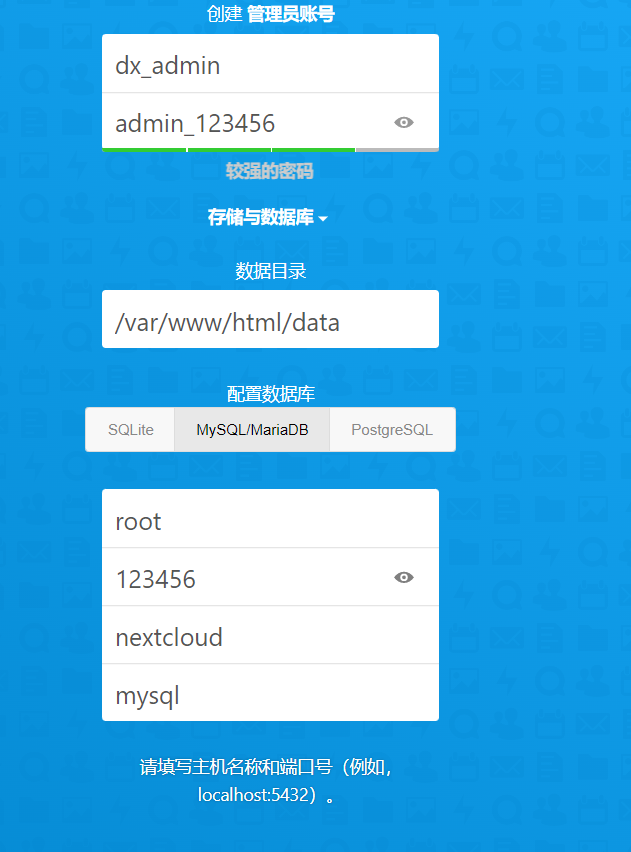 创建 管理员账号
dx_admin
admin_123456
较强的密码
存储与数据库
数据目录
/var/www/html/data
配置数据库
SQLite MySQL/MariaDB PostgreSQL
root
123456
nextcloud
mysql
请填写主机名称和端口号（例如，
localhost:5432）。